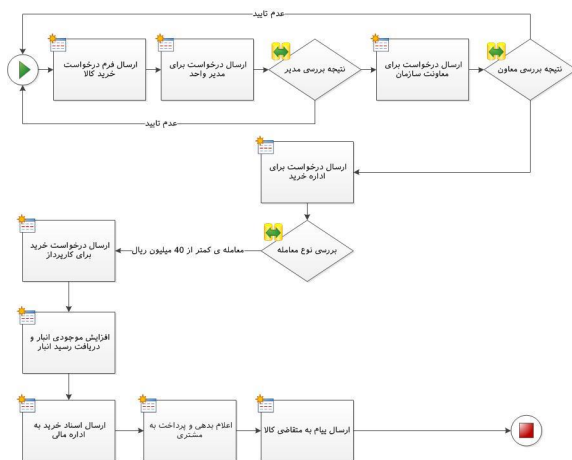 عدم تایید
ارسال فرم درخواست
خرید کالا
ارسال درخواست برای
مدیر واحد
نتیجه بررسی مدیر
ارسال درخواست برای
معاونت سازمان
نتیجه بررسی معاون
عدم تایید
ارسال درخواست برای
اداره خرید
بررسی نوع معامله
معامله ی کمتر از 40 میلیون ریال
ارسال درخواست خرید
برای کارپرداز
افزایش موجودی انبار و
دریافت رسید انبار
ارسال اسناد خرید به
اداره مالی
اعلام بدهی و پرداخت به
مشتری
ارسال پیام به متقاضی کالا